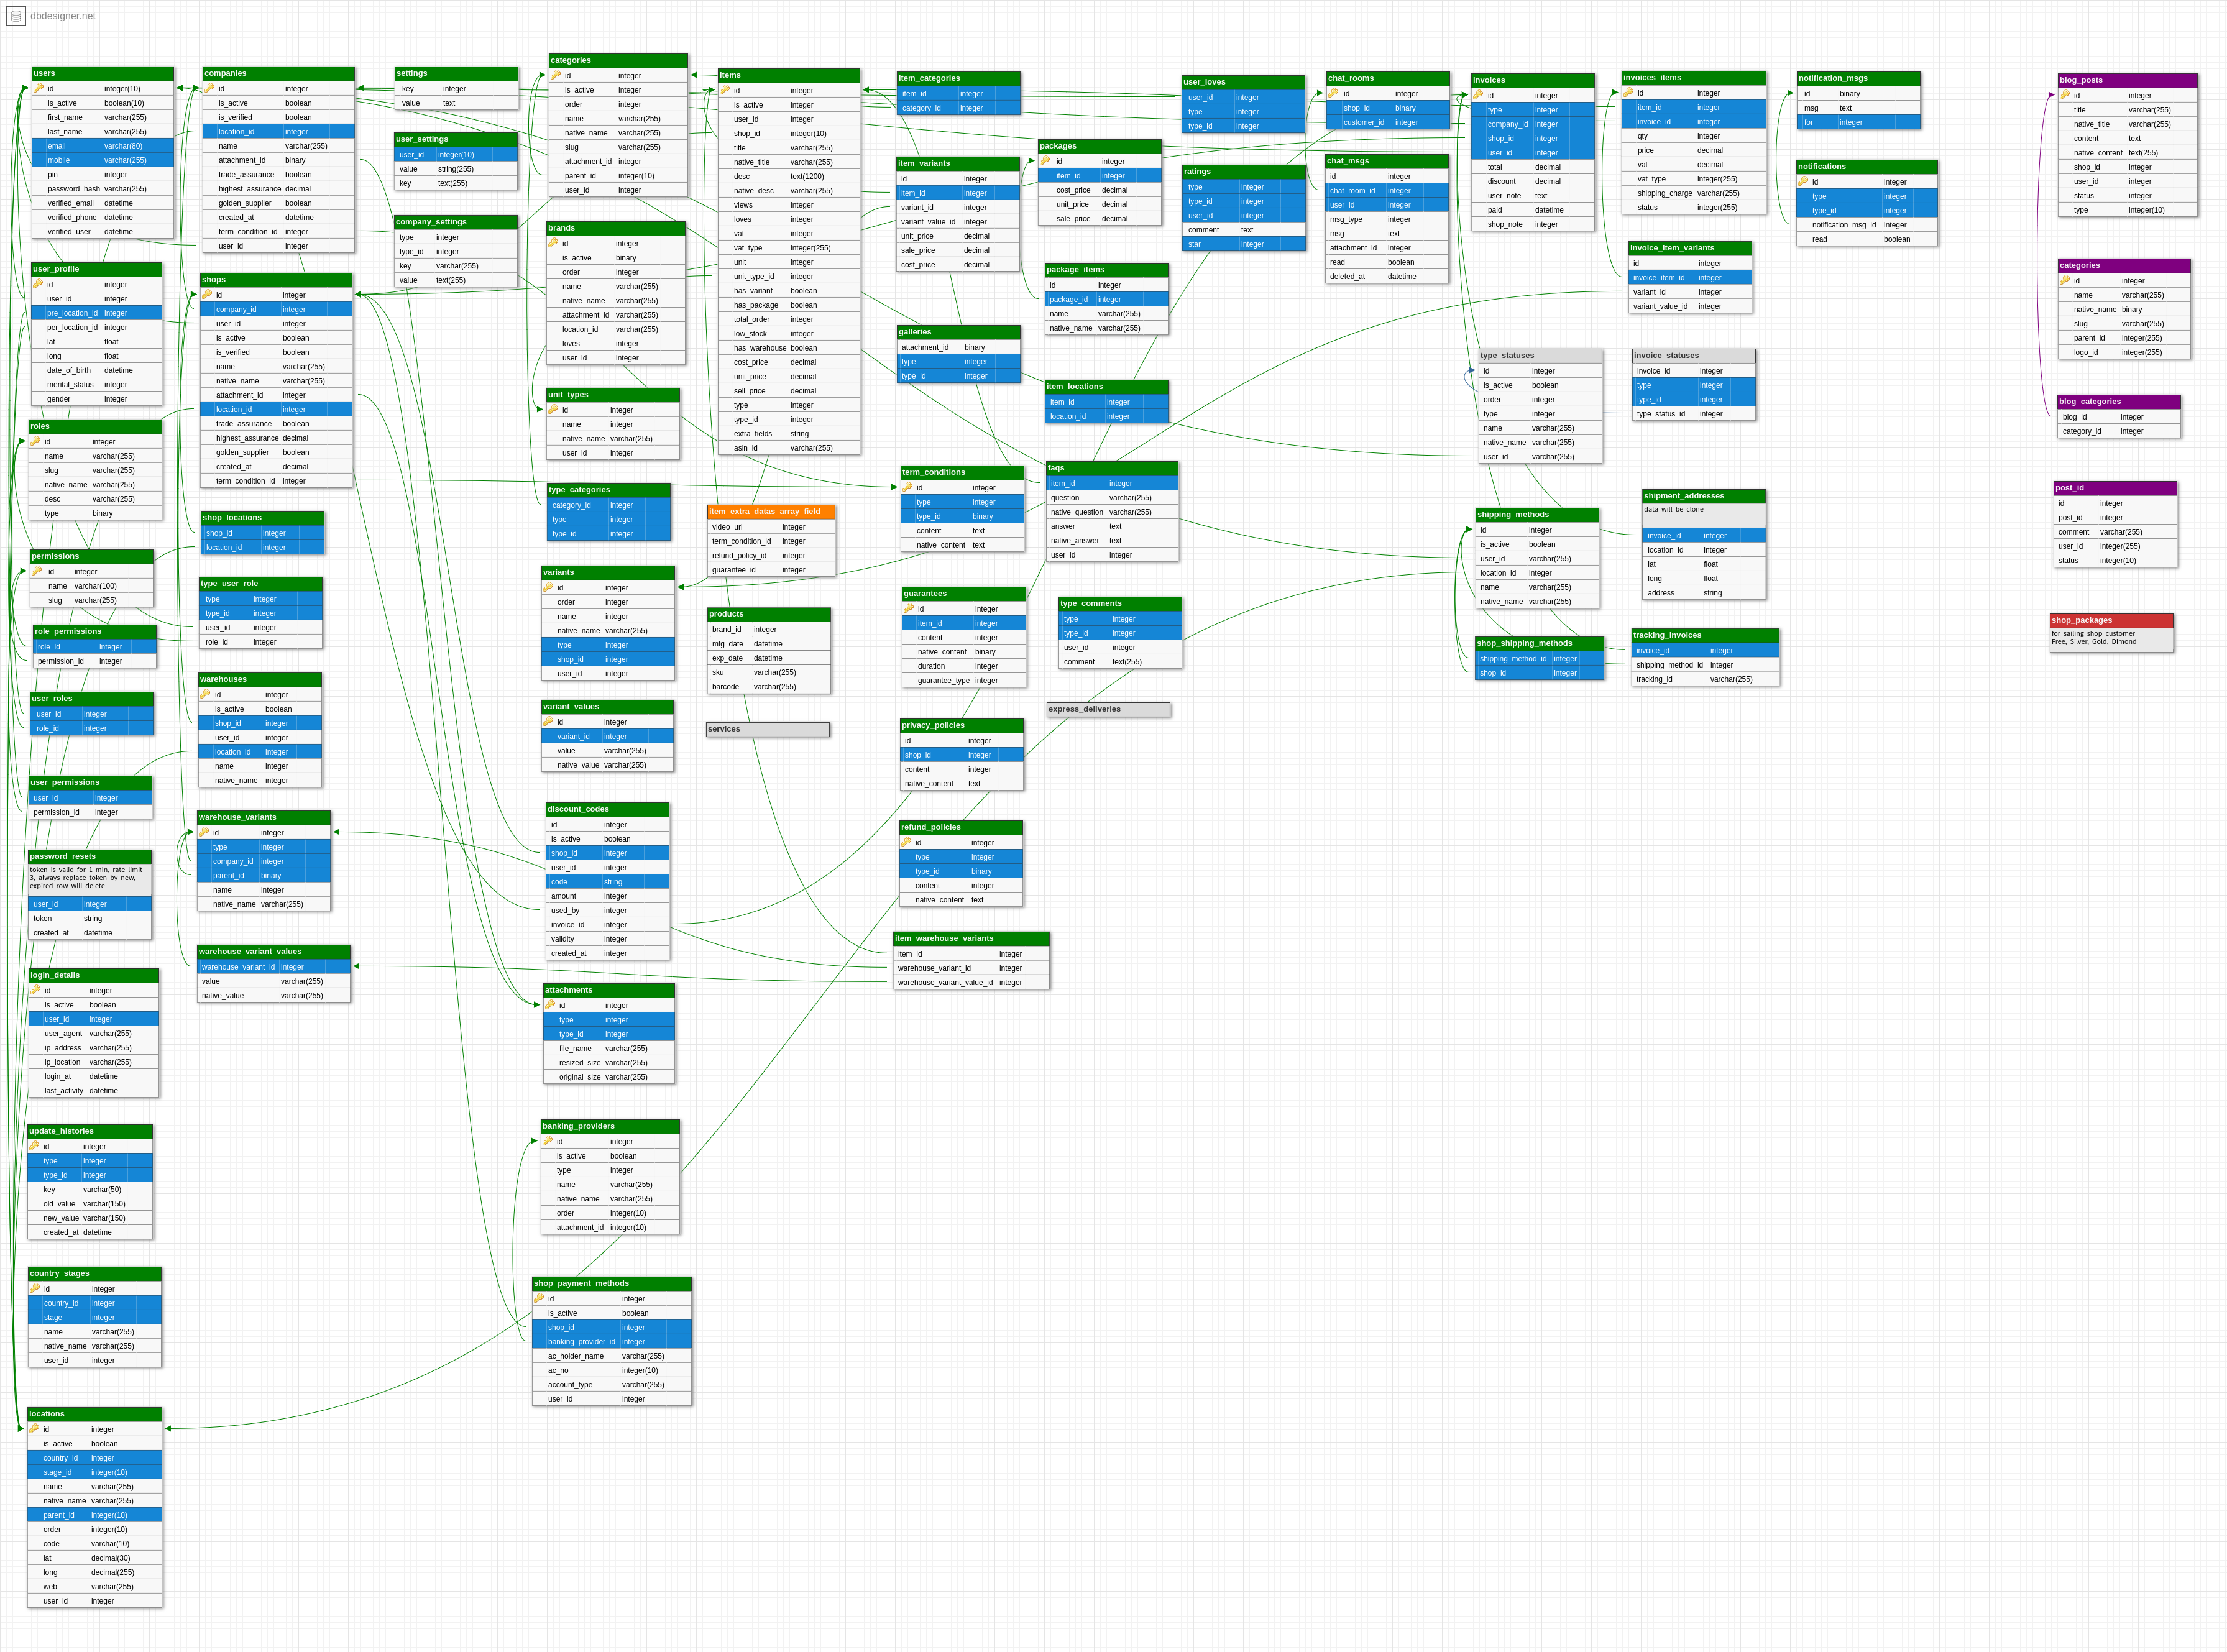 dbdesigner.net
users
id integer(10)
is_active boolean(10)
first_name varchar(255)
last_name varchar(255)
email varchar(80)
mobile varchar(255)
pin integer
password_hash varchar(255)
verified_email datetime
verified_phone datetime
verified_user datetime
user_profile
id integer
user_id integer
pre_location_id integer
per_location_id integer
lat float
long float
date_of_birth datetime
merital_status integer
gender integer
roles
id integer
name varchar(255)
slug varchar(255)
native_name varchar(255)
desc varchar(255)
type binary
permissions
id integer
name varchar(100)
slug varchar(255)
role_permissions
role_id integer
permission_id integer
user_roles
user_id integer
role_id integer
user_permissions
user_id integer
permission_id integer
password_resets
token is valid for 1 min, rate limit
3, always replace token by new,
expired row will delete
user_id integer
token string
created_at datetime
login_details
id integer
is_active boolean
user_id integer
user_agent varchar(255)
ip_address varchar(255)
ip_location varchar(255)
login_at datetime
last_activity datetime
update_histories
id integer
type integer
type_id integer
key varchar(50)
old_value varchar(150)
new_value varchar(150)
created_at datetime
country_stages
id integer
country_id integer
stage integer
name varchar(255)
native_name varchar(255)
user_id integer
locations
id integer
is_active boolean
country_id integer
stage_id integer(10)
name varchar(255)
native_name varchar(255)
parent_id integer(10)
order integer(10)
code varchar(10)
lat decimal(30)
long decimal(255)
web varchar(255)
user_id integer
companies
id integer
is_active boolean
is_verified boolean
location_id integer
name varchar(255)
attachment_id binary
trade_assurance boolean
highest_assurance decimal
golden_supplier boolean
created_at datetime
term_condition_id integer
user_id integer
shops
id integer
company_id integer
user_id integer
is_active boolean
is_verified boolean
name varchar(255)
native_name varchar(255)
attachment_id integer
location_id integer
trade_assurance boolean
highest_assurance decimal
golden_supplier boolean
created_at decimal
term_condition_id integer
shop_locations
shop_id integer
location_id integer
type_user_role
type integer
type_id integer
user_id integer
role_id integer
warehouses
id integer
is_active boolean
shop_id integer
user_id integer
location_id integer
name integer
native_name integer
warehouse_variants
id integer
type integer
company_id integer
parent_id binary
name integer
native_name varchar(255)
warehouse_variant_values
warehouse_variant_id integer
value varchar(255)
native_value varchar(255)
settings
key integer
value text
user_settings
user_id integer(10)
value string(255)
key text(255)
company_settings
type integer
type_id integer
key varchar(255)
value text(255)
categories
id integer
is_active integer
order integer
name varchar(255)
native_name varchar(255)
slug varchar(255)
attachment_id integer
parent_id integer(10)
user_id integer
brands
id integer
is_active binary
order integer
name varchar(255)
native_name varchar(255)
attachment_id varchar(255)
location_id varchar(255)
loves integer
user_id integer
unit_types
id integer
name integer
native_name varchar(255)
user_id integer
type_categories
category_id integer
type integer
type_id integer
variants
id integer
order integer
name integer
native_name varchar(255)
type integer
shop_id integer
user_id integer
variant_values
id integer
variant_id integer
value varchar(255)
native_value varchar(255)
discount_codes
id integer
is_active boolean
shop_id integer
user_id integer
code string
amount integer
used_by integer
invoice_id integer
validity integer
created_at integer
attachments
id integer
type integer
type_id integer
file_name varchar(255)
resized_size varchar(255)
original_size varchar(255)
banking_providers
id integer
is_active boolean
type integer
name varchar(255)
native_name varchar(255)
order integer(10)
attachment_id integer(10)
shop_payment_methods
id integer
is_active boolean
shop_id integer
banking_provider_id integer
ac_holder_name varchar(255)
ac_no integer(10)
account_type varchar(255)
user_id integer
items
id integer
is_active integer
user_id integer
shop_id integer(10)
title varchar(255)
native_title varchar(255)
desc text(1200)
native_desc varchar(255)
views integer
loves integer
vat integer
vat_type integer(255)
unit integer
unit_type_id integer
has_variant boolean
has_package boolean
total_order integer
low_stock integer
has_warehouse boolean
cost_price decimal
unit_price decimal
sell_price decimal
type integer
type_id integer
extra_fields string
asin_id varchar(255)
item_extra_datas_array_field
video_url integer
term_condition_id integer
refund_policy_id integer
guarantee_id integer
products
brand_id integer
mfg_date datetime
exp_date datetime
sku varchar(255)
barcode varchar(255)
services
item_categories
item_id integer
category_id integer
item_variants
id integer
item_id integer
variant_id integer
variant_value_id integer
unit_price decimal
sale_price decimal
cost_price decimal
galleries
attachment_id binary
type integer
type_id integer
term_conditions
id integer
type integer
type_id binary
content text
native_content text
guarantees
id integer
item_id integer
content integer
native_content binary
duration integer
guarantee_type integer
privacy_policies
id integer
shop_id integer
content integer
native_content text
refund_policies
id integer
type integer
type_id binary
content integer
native_content text
item_warehouse_variants
item_id integer
warehouse_variant_id integer
warehouse_variant_value_id integer
packages
id integer
item_id integer
cost_price decimal
unit_price decimal
sale_price decimal
package_items
id integer
package_id integer
name varchar(255)
native_name varchar(255)
item_locations
item_id integer
location_id integer
faqs
item_id integer
question varchar(255)
native_question varchar(255)
answer text
native_answer text
user_id integer
type_comments
type integer
type_id integer
user_id integer
comment text(255)
express_deliveries
user_loves
user_id integer
type integer
type_id integer
ratings
type integer
type_id integer
user_id integer
comment text
star integer
chat_rooms
id integer
shop_id binary
customer_id integer
chat_msgs
id integer
chat_room_id integer
user_id integer
msg_type integer
msg text
attachment_id integer
read boolean
deleted_at datetime
invoices
id integer
type integer
company_id integer
shop_id integer
user_id integer
total decimal
discount decimal
user_note text
paid datetime
shop_note integer
type_statuses
id integer
is_active boolean
order integer
type integer
name varchar(255)
native_name varchar(255)
user_id varchar(255)
shipping_methods
id integer
is_active boolean
user_id varchar(255)
location_id integer
name varchar(255)
native_name varchar(255)
shop_shipping_methods
shipping_method_id integer
shop_id integer
invoices_items
id integer
item_id integer
invoice_id integer
qty integer
price decimal
vat decimal
vat_type integer(255)
shipping_charge varchar(255)
status integer(255)
invoice_item_variants
id integer
invoice_item_id integer
variant_id integer
variant_value_id integer
invoice_statuses
invoice_id integer
type integer
type_id integer
type_status_id integer
shipment_addresses
data will be clone
invoice_id integer
location_id integer
lat float
long float
address string
tracking_invoices
invoice_id integer
shipping_method_id integer
tracking_id varchar(255)
notification_msgs
id binary
msg text
for integer
notifications
id integer
type integer
type_id integer
notification_msg_id integer
read boolean
blog_posts
id integer
title varchar(255)
native_title varchar(255)
content text
native_content text(255)
shop_id integer
user_id integer
status integer
type integer(10)
categories
id integer
name varchar(255)
native_name binary
slug varchar(255)
parent_id integer(255)
logo_id integer(255)
blog_categories
blog_id integer
category_id integer
post_id
id integer
post_id integer
comment varchar(255)
user_id integer(255)
status integer(10)
shop_packages
for sailing shop customer
Free, Silver, Gold, Dimond